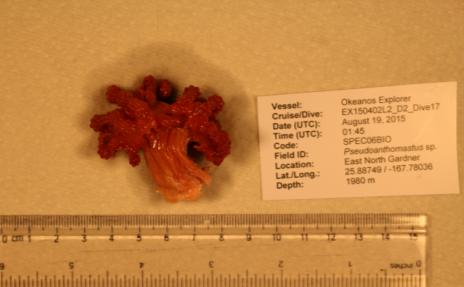 Vessel: Okeanos Explorer
Cruise/Dive: EX150402L2_D2_Dive17
Date (UTC): August 19, 2015
Time (UTC): 01:45
Code: SPEC06BIO
Field ID: Pseudoanthomastus sp.
Location: East North Gardner
Lat./Long.: 25.88749 / -167.78036
Depth: 1980 m
0 cm 1 2 3 4 5 6 7 8 9 10 11 12 13 14 15
6 5 4 3 2 1 0 inches